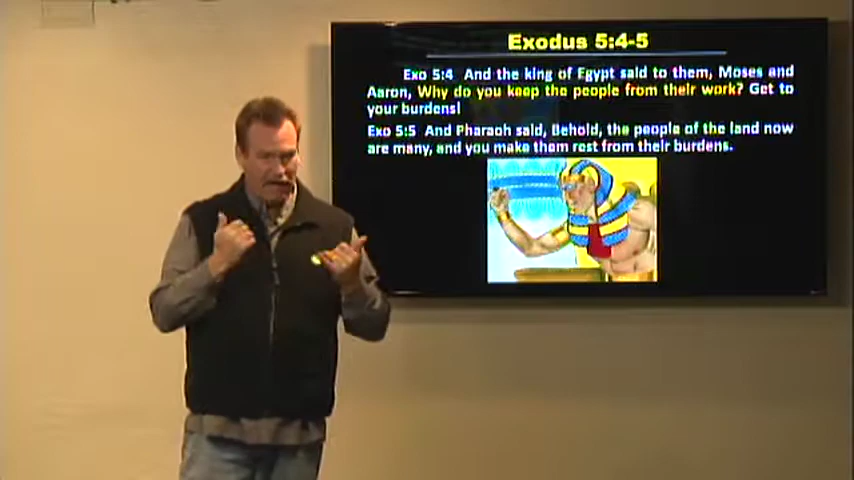 Exodus 5:4-5
Exo 5:4 And the king of Egypt said to them, Moses and
Aaron, Why do you keep the people from their work? Get to
your burdens!
Exo 5:5 And Pharaoh said, Behold, the people of the land now
are many, and you make them rest from their burdens.